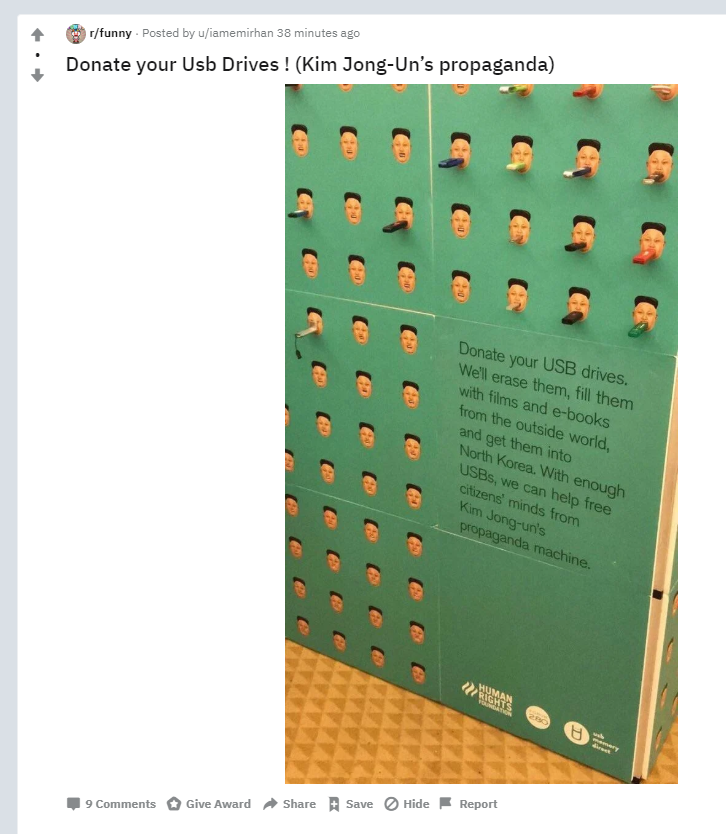 r/funny · Posted by u/iamemirhan 38 minutes ago
Donate your Usb Drives ! (Kim Jong-Un’s propaganda)
Donate your USB drives.
We'll erase them, fill them
with films and e-books
from the outside world,
and get them into
North Korea. With enough
USBs, we can help free
citizens' minds from
Kim Jong-un's
propaganda machine.
HUMAN
RIGHTS
FOUNDATION
280
usb
memory
direct
9 Comments Give Award Share Save Hide Report